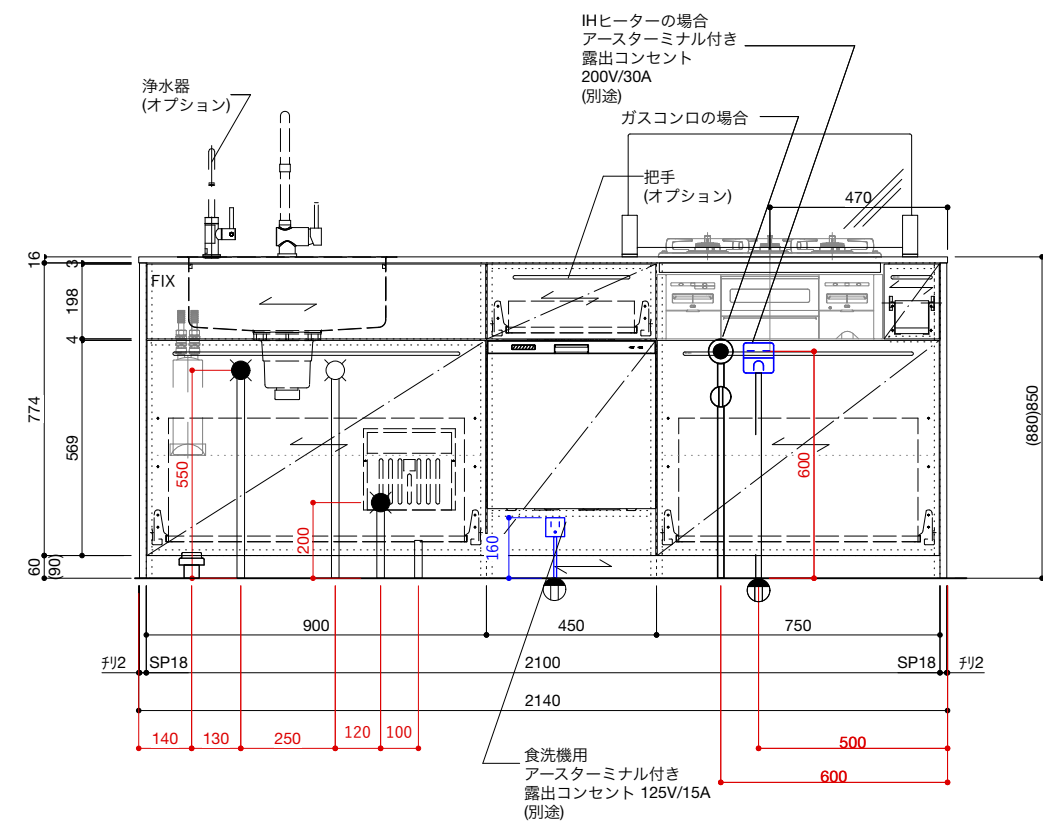 IHヒーターの場合
アースターミナル付き
露出コンセント
200V/30A
(別途)
ガスコンロの場合
浄水器
(オプション)
把手
(オプション)
470
16
3
FIX
198
4
774
569
550
600
(880)850
200
160
60
(90)
900
450
750
ﾁﾘ2
SP18
2100
SP18
ﾁﾘ2
2140
140
130
250
120
100
500
600
食洗機用
アースターミナル付き
露出コンセント 125V/15A
(別途)